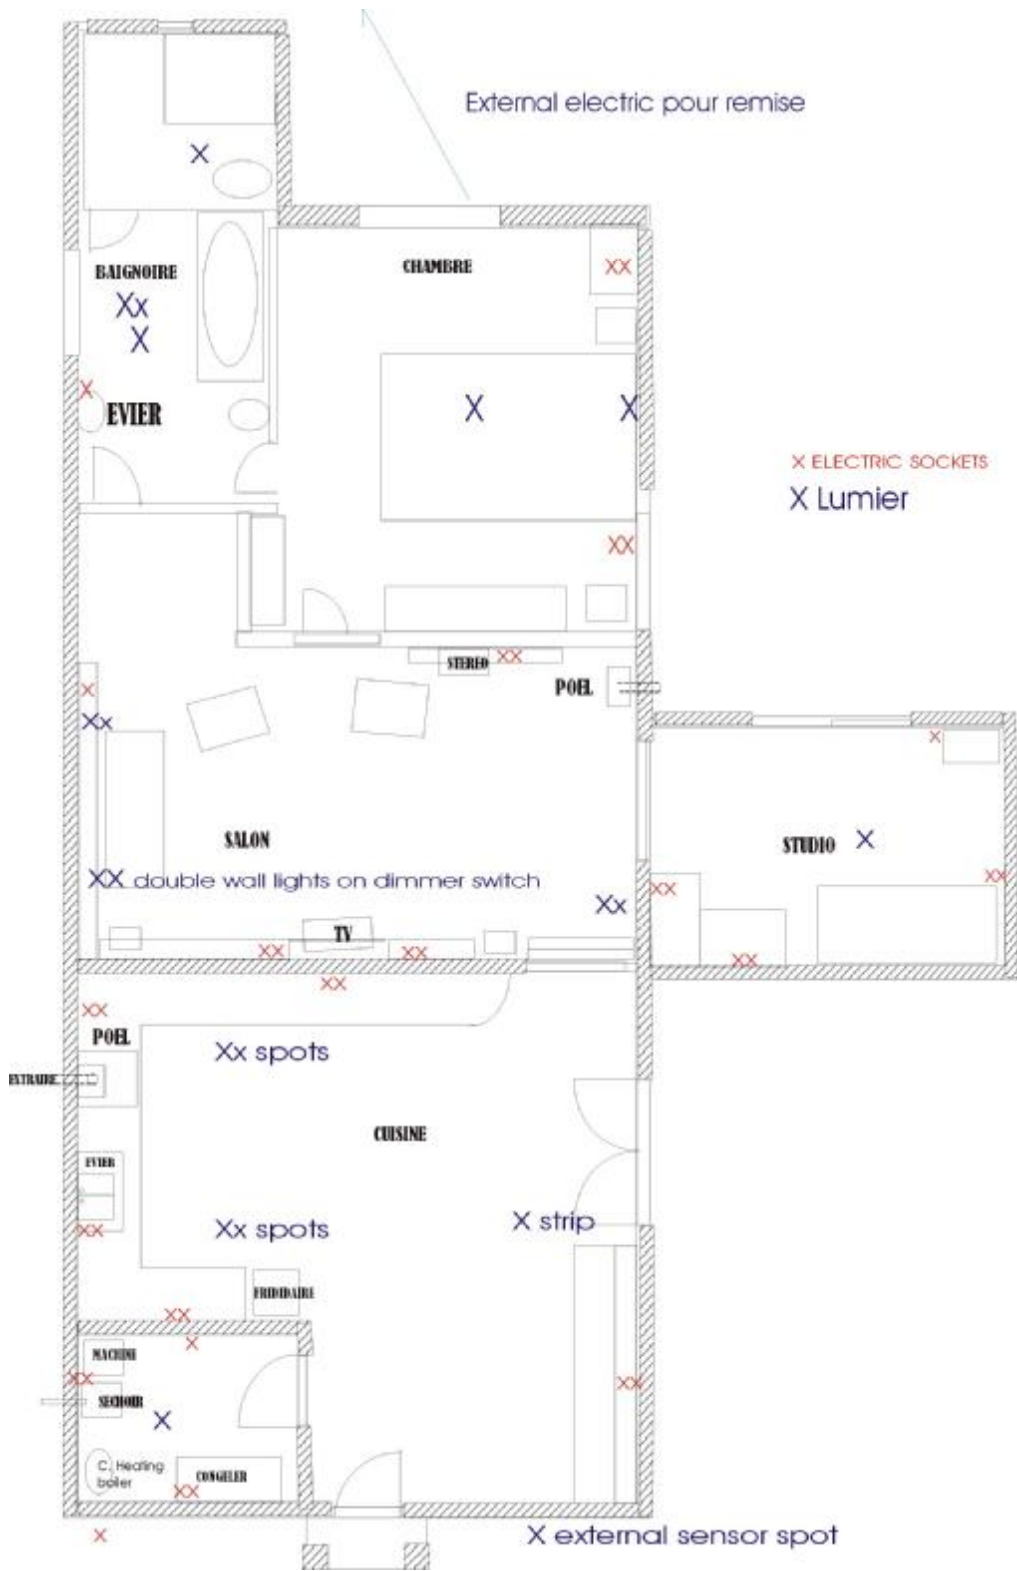 External electric pour remise
X
BAIGNOIRE
CHAMBRE
XX
Xx
X
X
EVIER
X
X
X ELECTRIC SOCKETS
X Lumier
XX
STEREO
XX
POEL
X
Xx
X
SALON
STUDIO
X
XX double wall lights on dimmer switch
XX
XX
Xx
TV
XX
XX
XX
XX
XX
POEL
Xx spots
EXTRAIRE
CUISINE
EVIER
XX
Xx spots
X strip
FRIDIDAIRE
XX
X
MACHINE
XX
XX
SECHOIR
X
C. Heating
boiler
CONGELER
XX
X
X external sensor spot